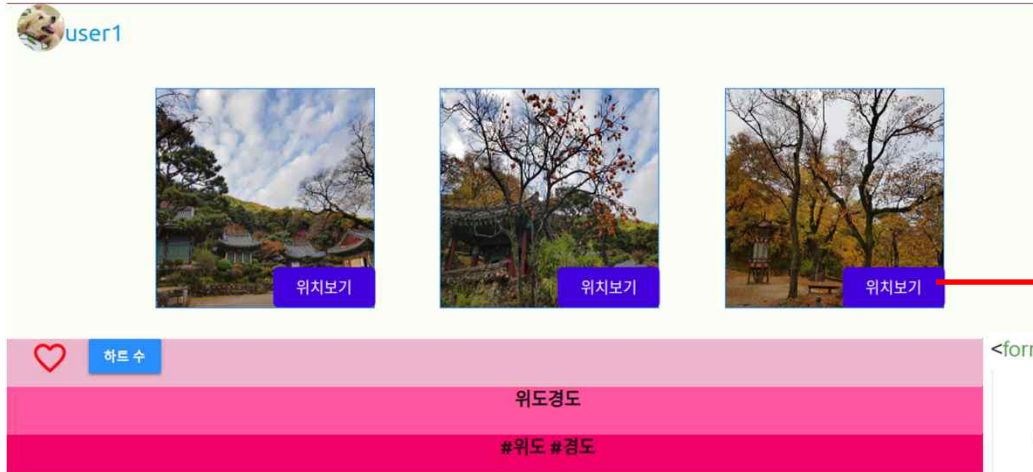 user1
위치보기
위치보기
위치보기
하트 수
<form
위도경도
#위도 #경도